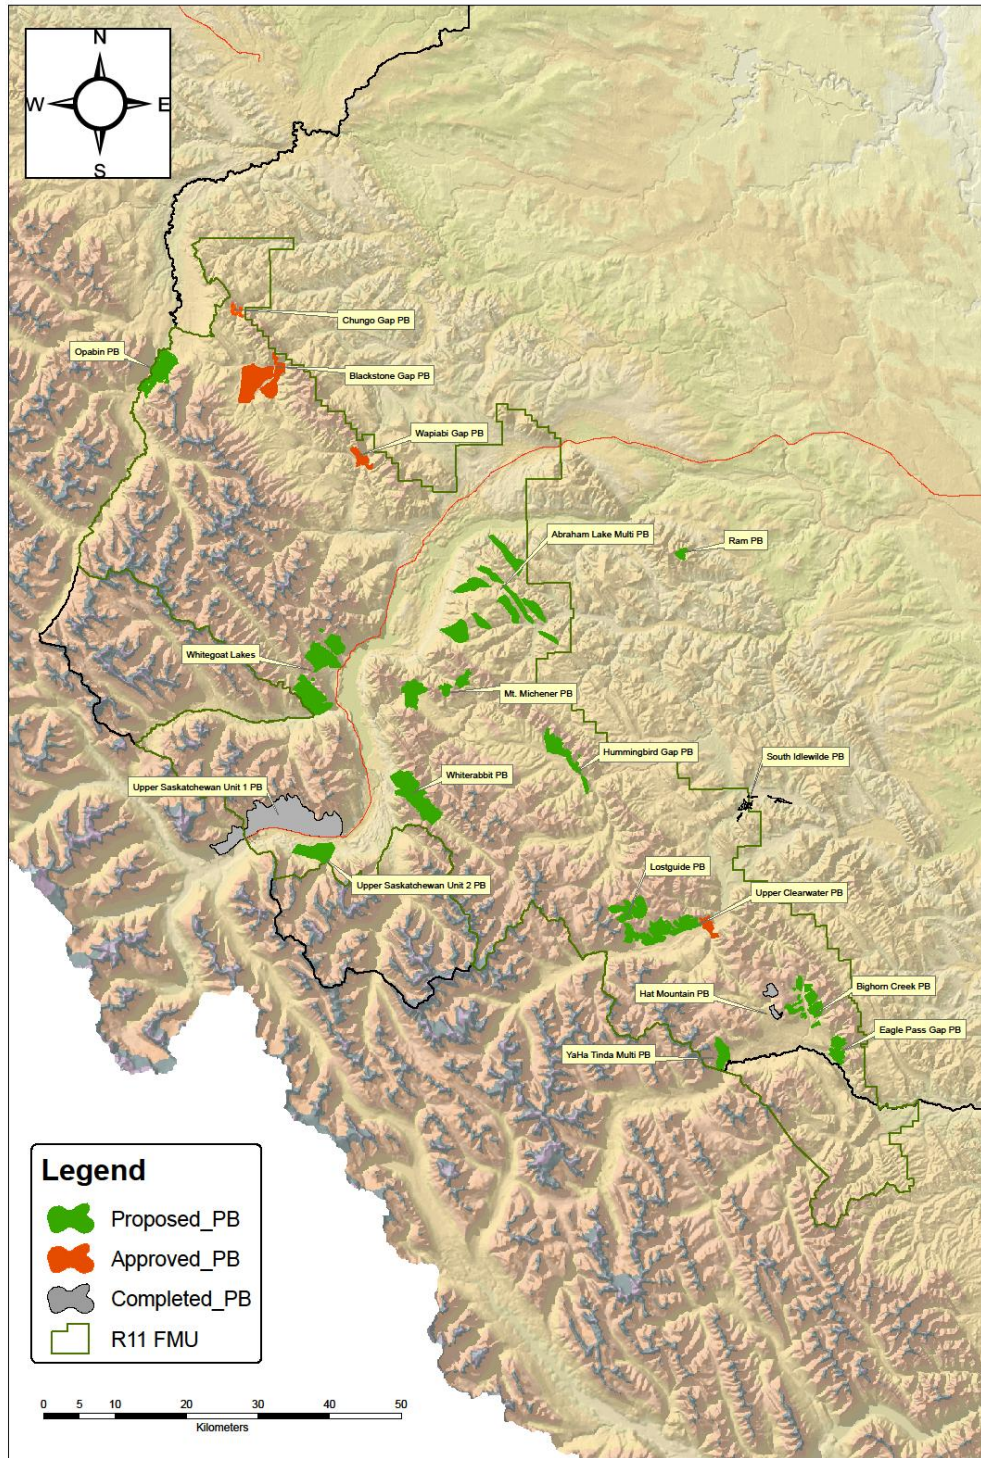 N
W E
S
Chungo Gap PB
Opabin PB
Blackstone Gap PB
Wapiabi Gap PB
Abraham Lake Multi PB
Ram PB
Whitegoat Lakes
Mt. Michener PB
Hummingbird Gap PB
South Idlewilde PB
Whiterabbit PB
Upper Saskatchewan Unit 1 PB
Lostguide PB
Upper Saskatchewan Unit 2 PB
Upper Clearwater PB
Bighorn Creek PB
Hat Mountain PB
Eagle Pass Gap PB
YaHa Tinda Multi PB
Legend
Proposed_PB
Approved_PB
Completed_PB
R11 FMU
0 5 10 20 30 40 50
Kilometers